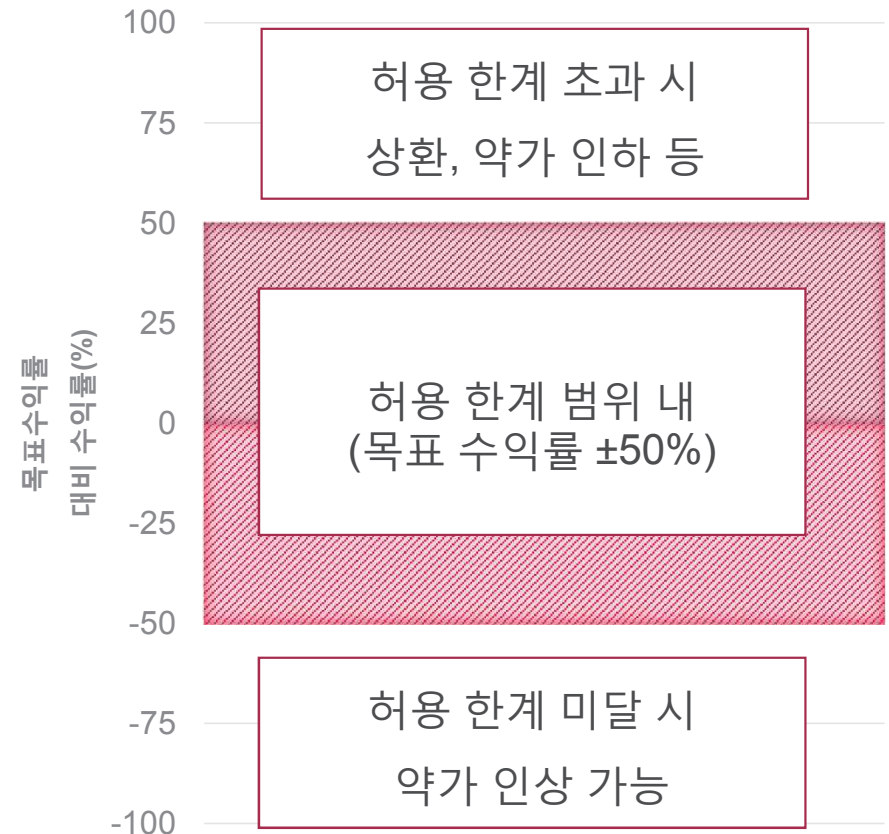 100
허용 한계 초과 시
75
상환, 약가 인하 등
50
25
허용 한계 범위 내
0
(목표 수익률 ±50%)
-25
-50
허용 한계 미달 시
-75
약가 인상 가능
-100
목표수익률
대비 수익률(%)